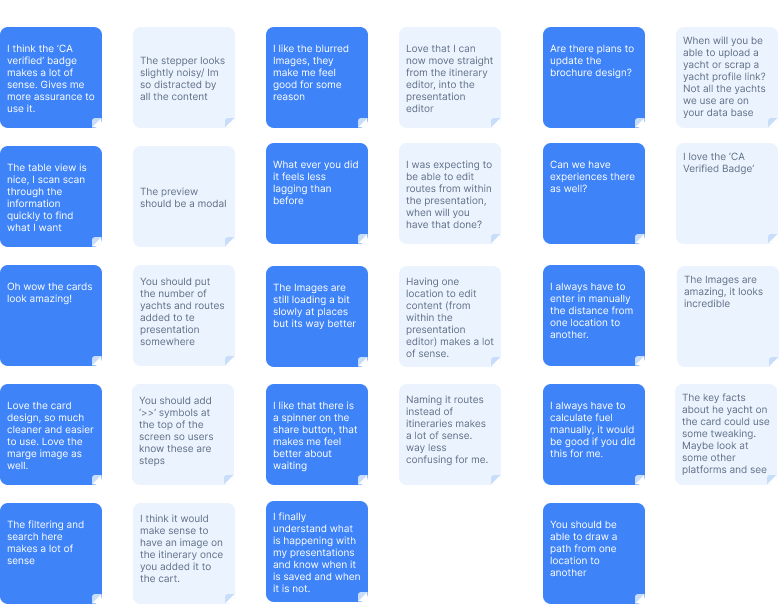 I think the ‘CA
verified’ badge
makes a lot of
sense. Gives me
more assurance to
use it.
The stepper looks
slightly noisy/ Im
so distracted by
all the content
I like the blurred
Images, they
make me feel
good for some
reason
Love that I can
now move straight
from the itinerary
editor, into the
presentation
editor
Are there plans to
update the
brochure design?
When will you be
able to upload a
yacht or scrap a
yacht profile link?
Not all the yachts
we use are on
your data base
The table view is
nice, I scan scan
through the
information
quickly to find
what I want
The preview
should be a modal
What ever you did
it feels less
lagging than
before
I was expecting to
be able to edit
routes from within
the presentation,
when will you
have that done?
Can we have
experiences there
as well?
I love the ‘CA
Verified Badge’
Oh wow the cards
look amazing!
You should put
the number of
yachts and routes
added to te
presentation
somewhere
The Images are
still loading a bit
slowly at places
but its way better
Having one
location to edit
content (from
within the
presentation
editor) makes a lot
of sense.
I always have to
enter in manually
the distance from
one location to
another.
The Images are
amazing, it looks
incredible
Love the card
design, so much
cleaner and easier
to use. Love the
marge image as
well.
You should add
‘>>’ symbols at
the top of the
screen so users
know these are
steps
I like that there is
a spinner on the
share button, that
makes me feel
better about
waiting
Naming it routes
instead of
itineraries makes
a lot of sense.
way less
confusing for me.
I always have to
calculate fuel
manually, it would
be good if you did
this for me.
The key facts
about he yacht on
the card could use
some tweaking.
Maybe look at
some other
platforms and see
The filtering and
search here
makes a lot of
sense
I think it would
make sense to
have an image on
the itinerary once
you added it to
the cart.
I finally
understand what
is happening with
my presentations
and know when it
is saved and when
it is not.
You should be
able to draw a
path from one
location to
another